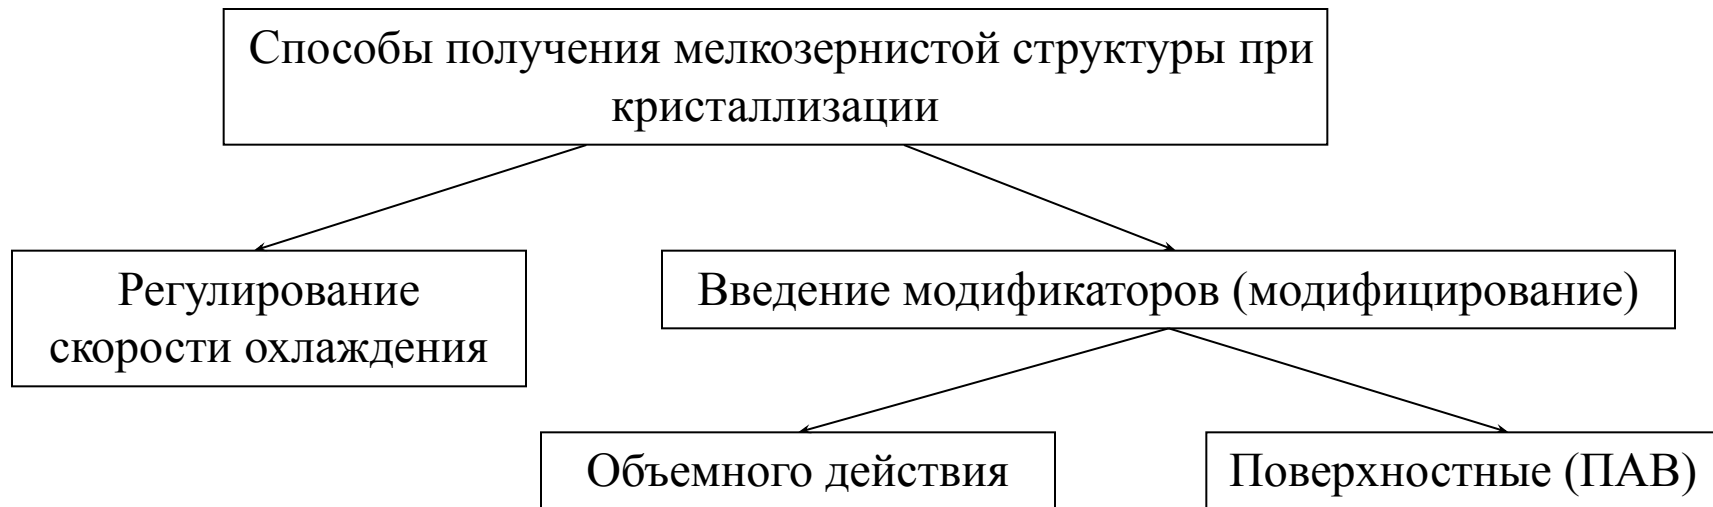 Способы получения мелкозернистой структуры при
кристаллизации
Регулирование
скорости охлаждения
Введение модификаторов (модифицирование)
Объемного действия
Поверхностные (ПАВ)